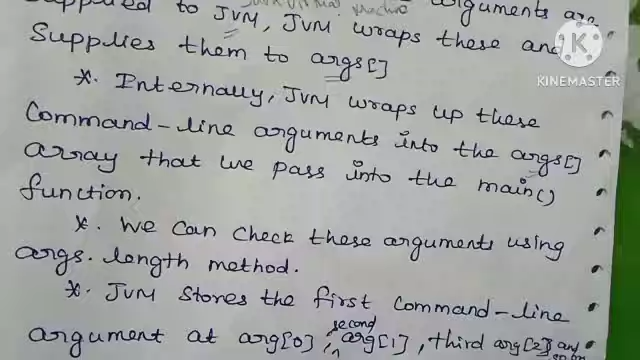 supplied to JVM, JVM wraps these and
Supplies them to args[]
*. Internally, JVM wraps up these
Command-line arguments into the args[]
array that we pass into the main()
function.
*. We can check these arguments using
args.length method.
*. JVM Stores the first Command-line
argument at arg[0], second arg[1], third arg[2] and so on
KINEMASTER